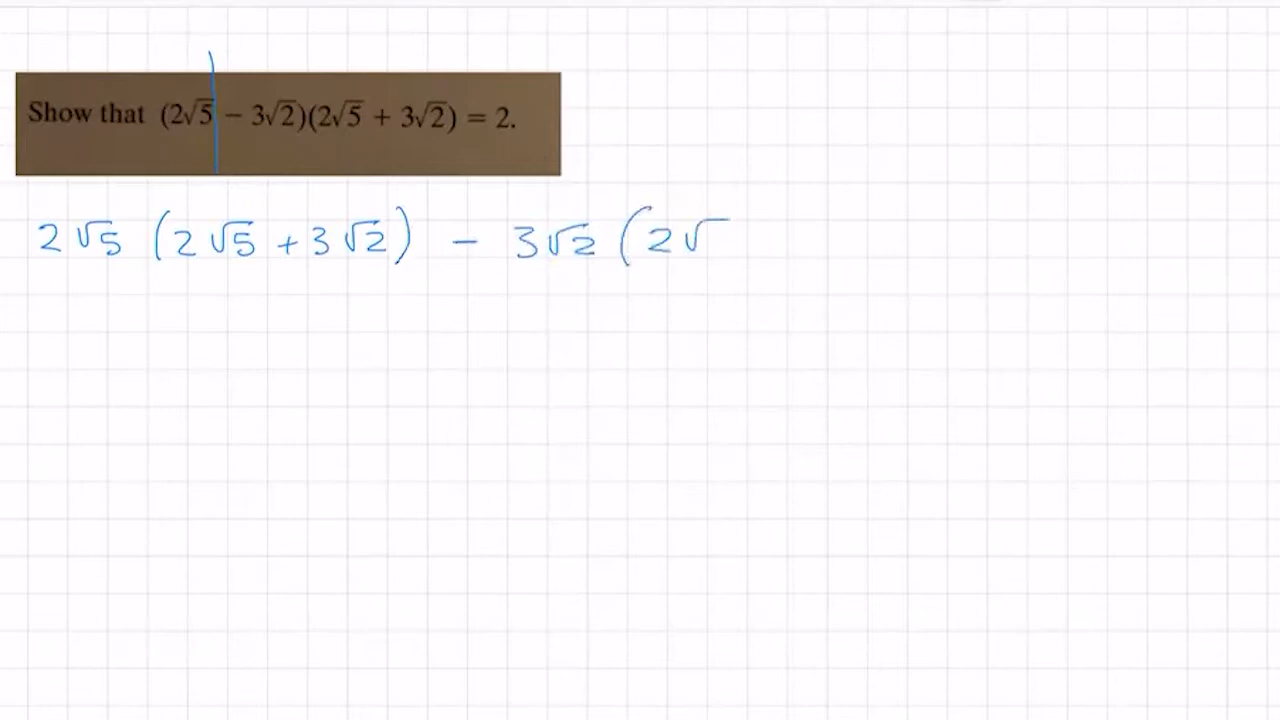 Show that (2√5 − 3√2)(2√5 + 3√2) = 2.
2√5 (2√5 + 3√2) − 3√2 (2√